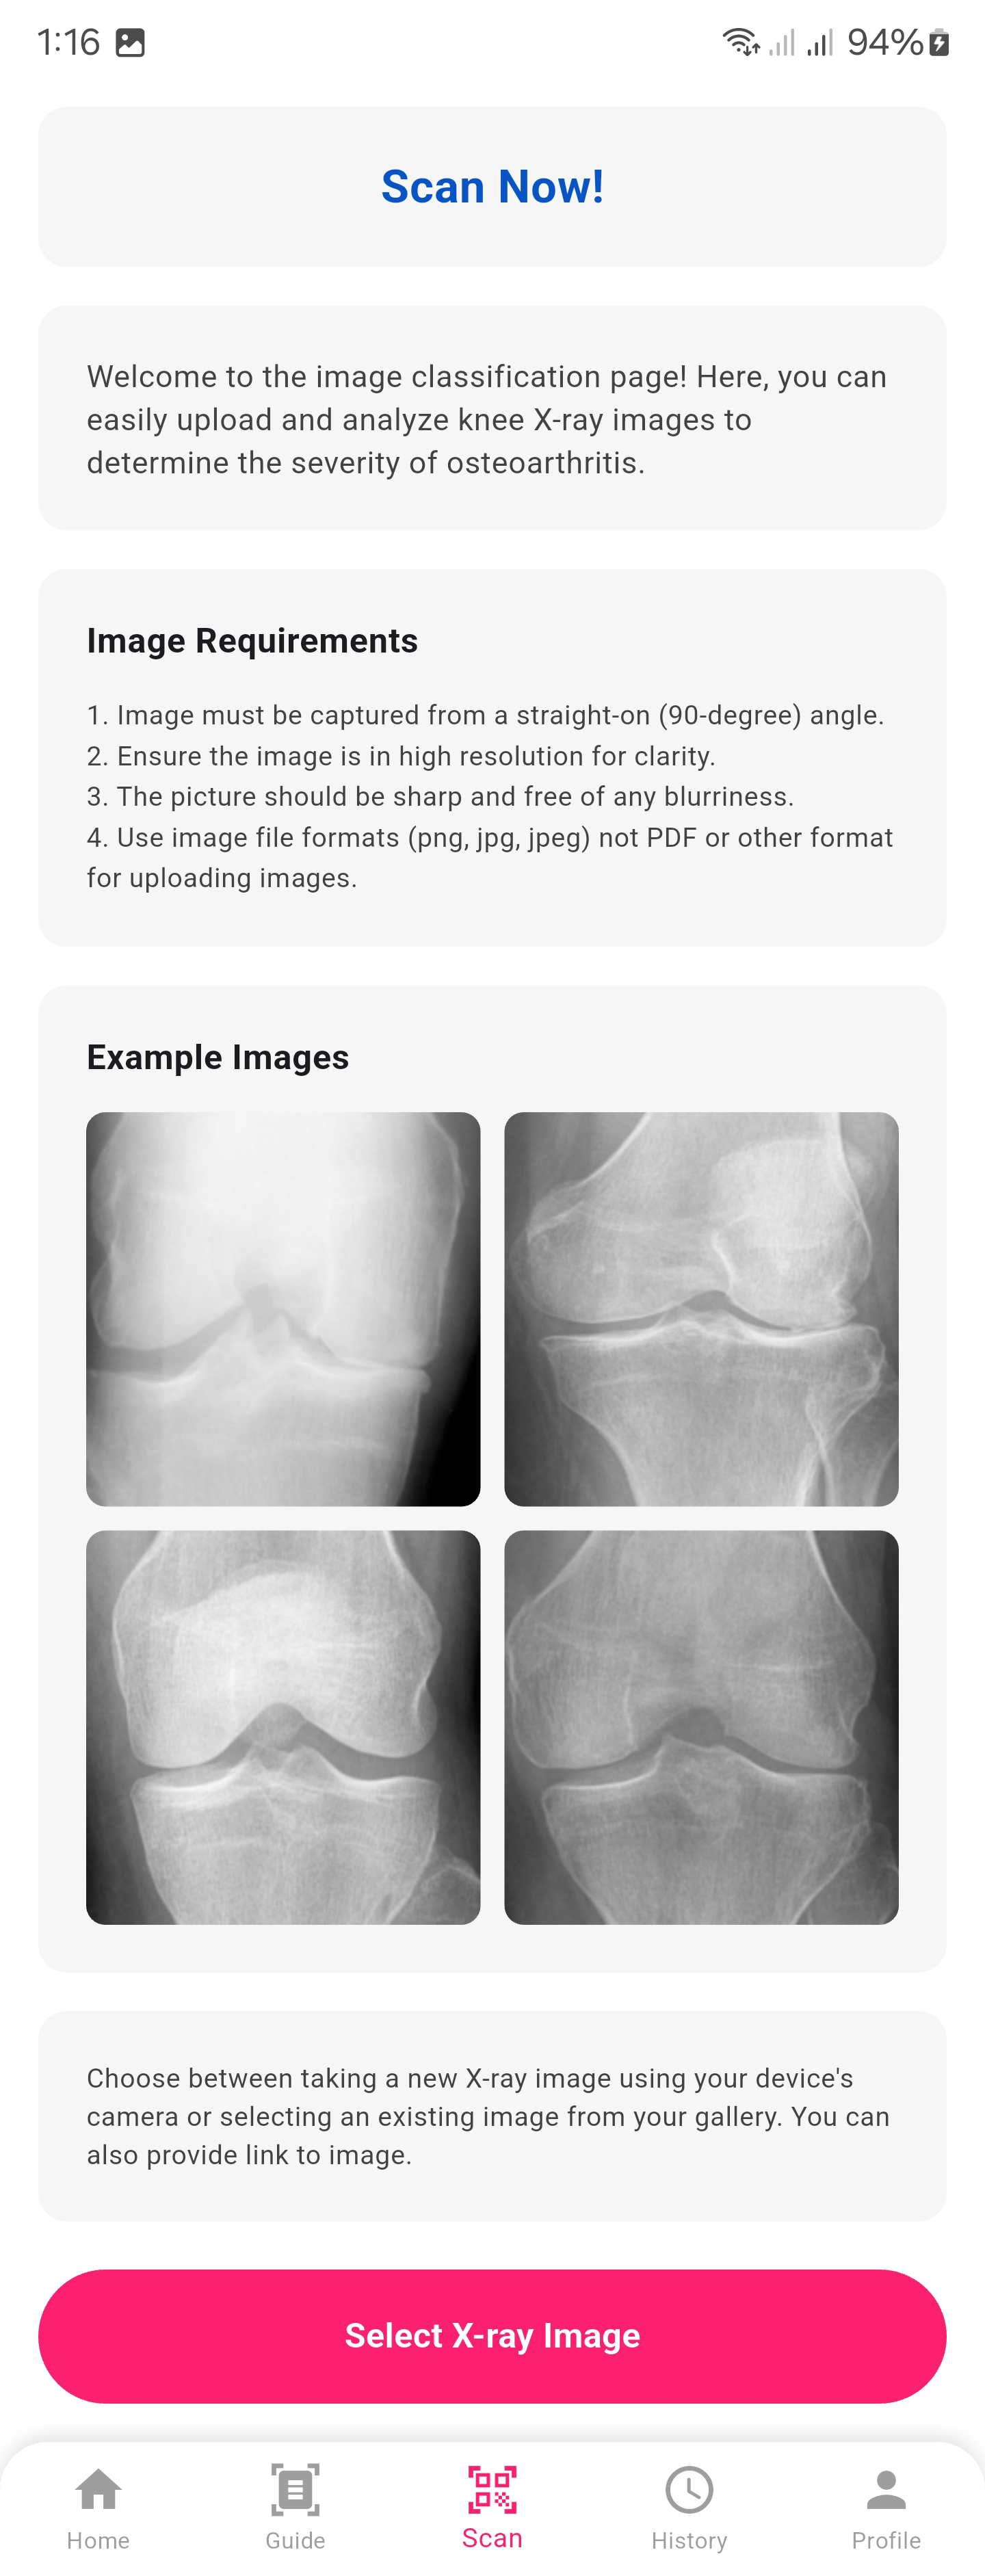 1:16
94%
Scan Now!
Welcome to the image classification page! Here, you can
easily upload and analyze knee X-ray images to
determine the severity of osteoarthritis.
Image Requirements
1. Image must be captured from a straight-on (90-degree) angle.
2. Ensure the image is in high resolution for clarity.
3. The picture should be sharp and free of any blurriness.
4. Use image file formats (png, jpg, jpeg) not PDF or other format
for uploading images.
Example Images
Choose between taking a new X-ray image using your device's
camera or selecting an existing image from your gallery. You can
also provide link to image.
Select X-ray Image
Home
Guide
Scan
History
Profile